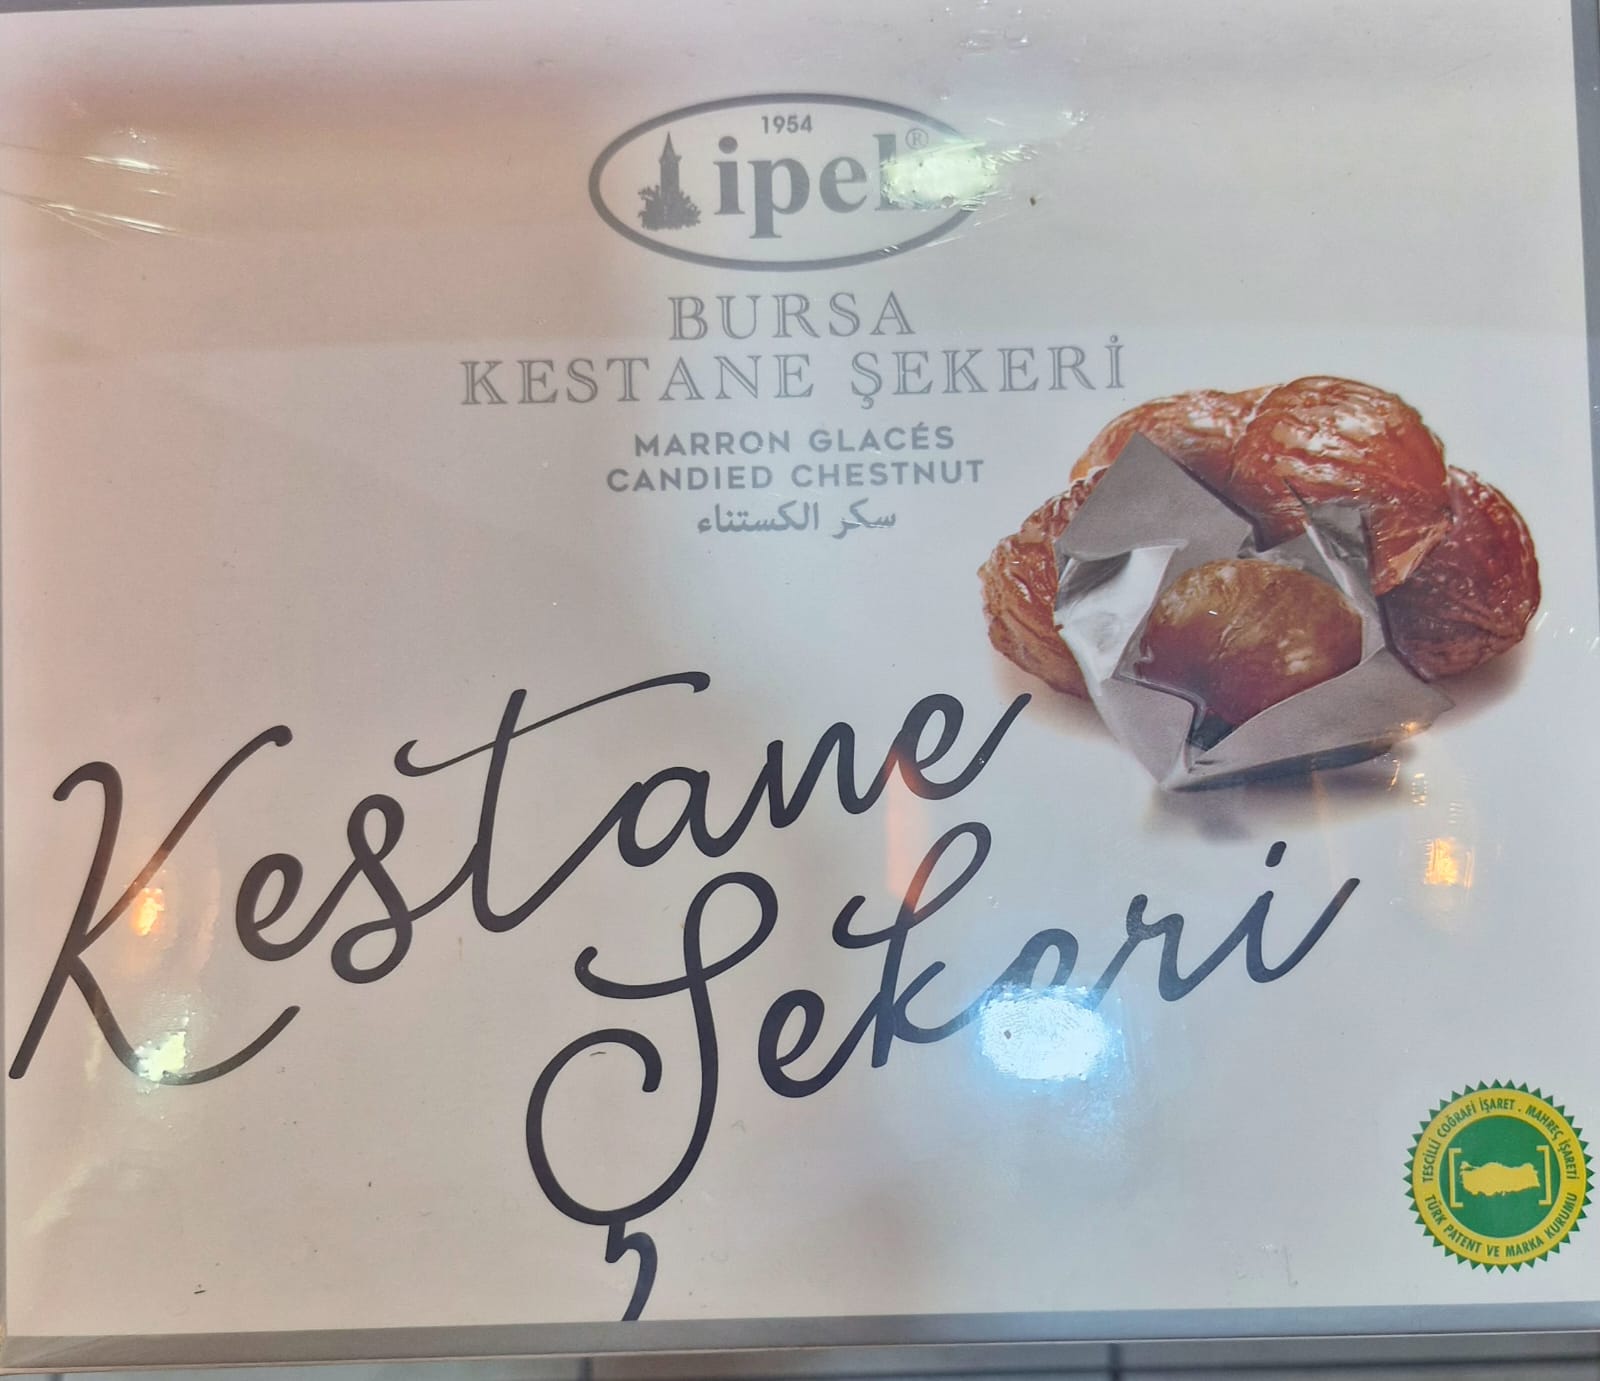 1954
ipek®
BURSA
KESTANE ŞEKERİ
MARRON GLACÉS
CANDIED CHESTNUT
سكر الكستناء
Kestane
Şekeri
TESCİLLİ COĞRAFİ İŞARET . MAHREÇ İŞARETİ
TÜRK PATENT VE MARKA KURUMU